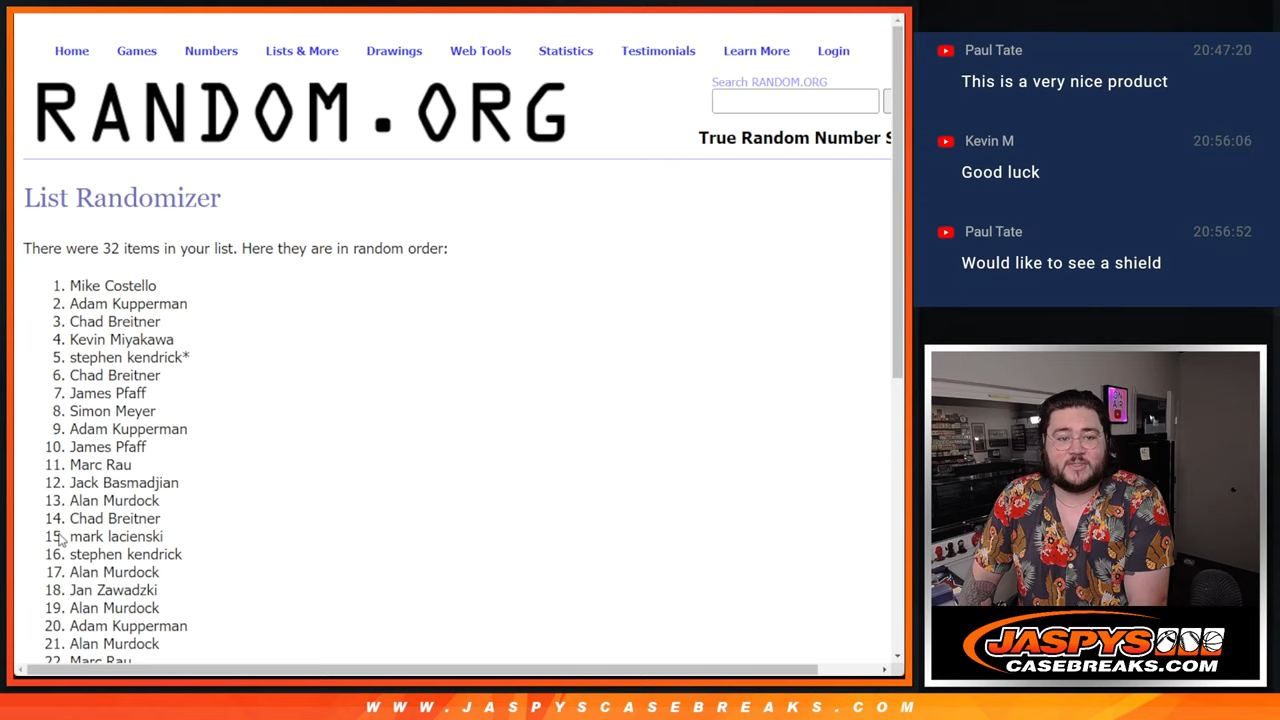 Home Games Numbers Lists & More Drawings Web Tools Statistics Testimonials Learn More Login
Search RANDOM.ORG
RANDOM.ORG
True Random Number S
List Randomizer
There were 32 items in your list. Here they are in random order:
1. Mike Costello
2. Adam Kupperman
3. Chad Breitner
4. Kevin Miyakawa
5. stephen kendrick*
6. Chad Breitner
7. James Pfaff
8. Simon Meyer
9. Adam Kupperman
10. James Pfaff
11. Marc Rau
12. Jack Basmadjian
13. Alan Murdock
14. Chad Breitner
15. mark lacienski
16. stephen kendrick
17. Alan Murdock
18. Jan Zawadzki
19. Alan Murdock
20. Adam Kupperman
21. Alan Murdock
22. Marc Rau
Paul Tate 20:47:20
This is a very nice product
Kevin M 20:56:06
Good luck
Paul Tate 20:56:52
Would like to see a shield
ON
AIR
JASPYS
CASEBREAKS.COM
WWW.JASPYSCASEBREAKS.COM